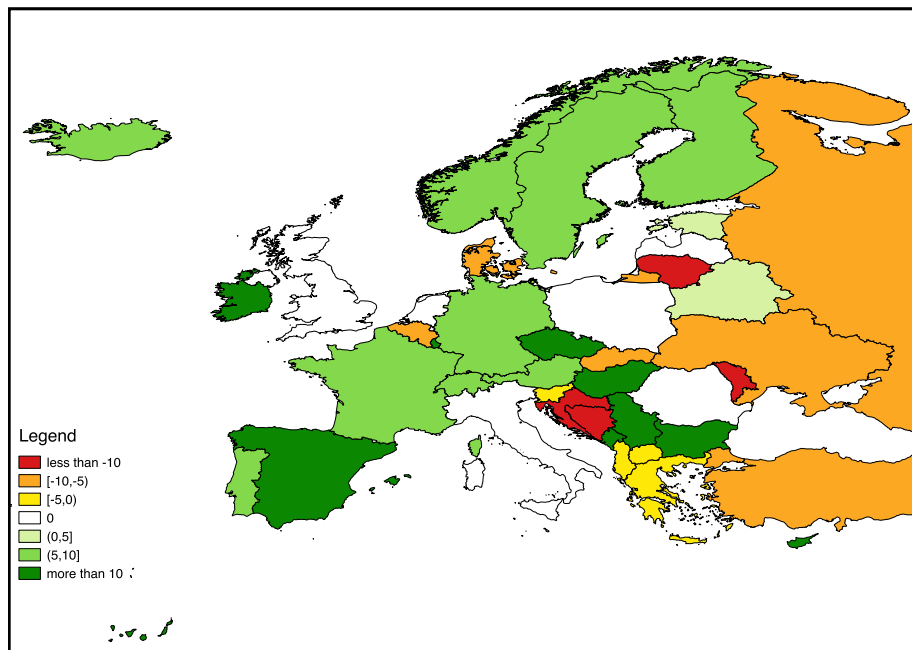 Legend
less than -10
[-10,-5)
[-5,0)
0
(0,5]
(5,10]
more than 10